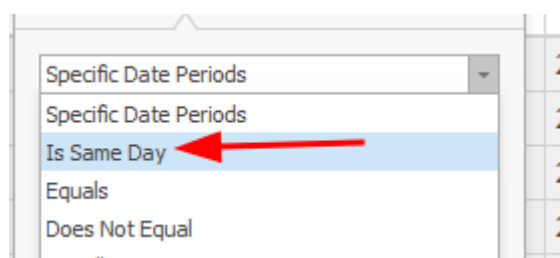 Specific Date Periods
Specific Date Periods
Is Same Day
Equals
Does Not Equal